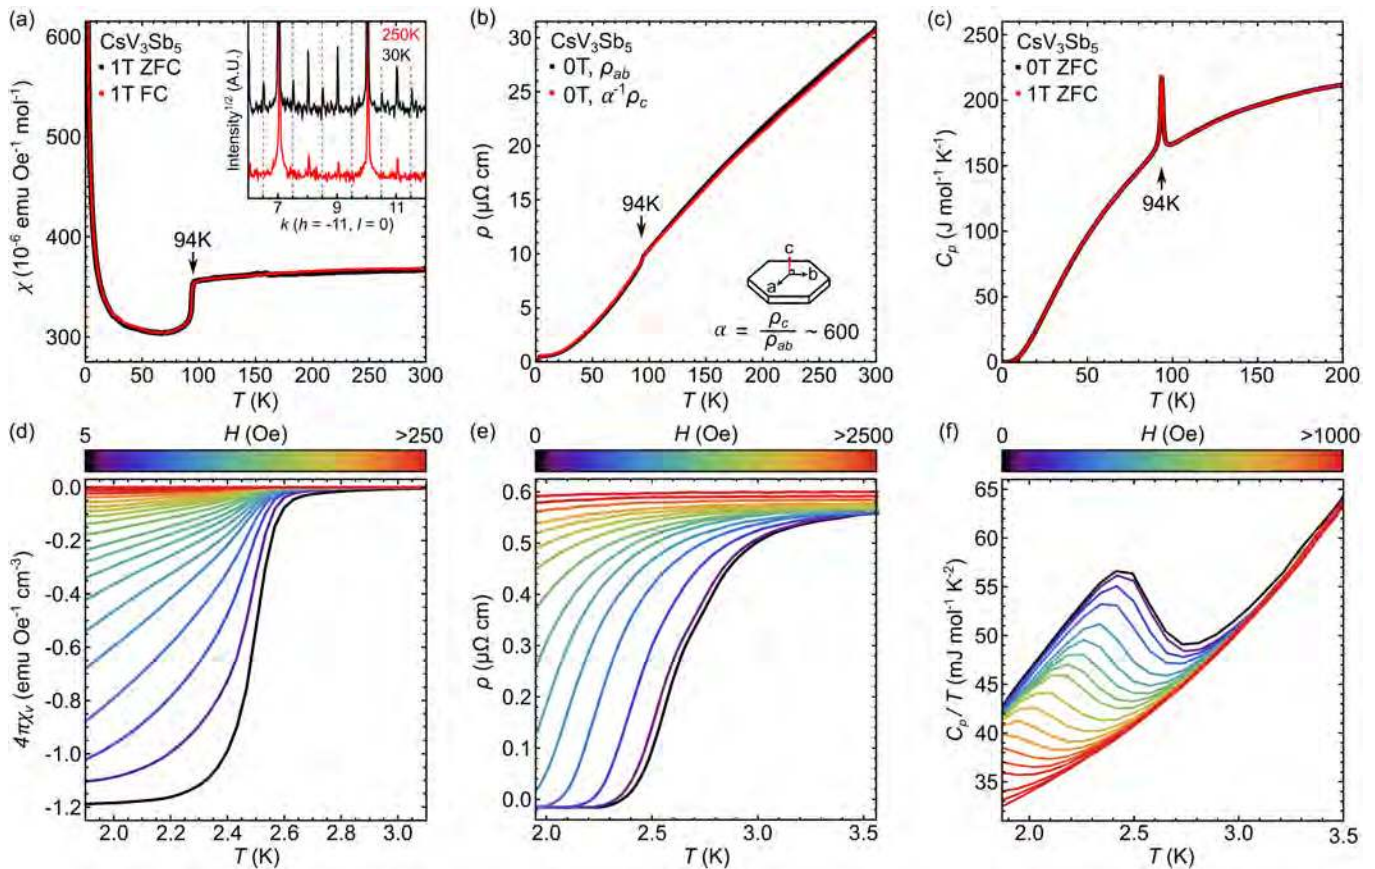 (a)
600
500
400
300
χ (10⁻⁶ emu Oe⁻¹ mol⁻¹)
CsV₃Sb₅
1T ZFC
1T FC
94K
0 50 100 150 200 250 300
T (K)
250K
30K
Intensity¹ᐟ² (A.U.)
7 9 11
k (h = -11, l = 0)
(b)
30
25
20
15
10
5
0
ρ (μΩ cm)
CsV₃Sb₅
0T, ρab
0T, α⁻¹ρc
94K
c
a b
α = ρc / ρab ~ 600
0 50 100 150 200 250 300
T (K)
(c)
250
200
150
100
50
0
Cp (J mol⁻¹ K⁻¹)
CsV₃Sb₅
0T ZFC
1T ZFC
94K
0 50 100 150 200
T (K)
(d)
5 H (Oe) >250
0.0
-0.2
-0.4
-0.6
-0.8
-1.0
-1.2
4πχv (emu Oe⁻¹ cm⁻³)
2.0 2.2 2.4 2.6 2.8 3.0
T (K)
(e)
0 H (Oe) >2500
0.6
0.5
0.4
0.3
0.2
0.1
0.0
ρ (μΩ cm)
2.0 2.5 3.0 3.5
T (K)
(f)
0 H (Oe) >1000
65
60
55
50
45
40
35
Cp/T (mJ mol⁻¹ K⁻²)
2.0 2.5 3.0 3.5
T (K)